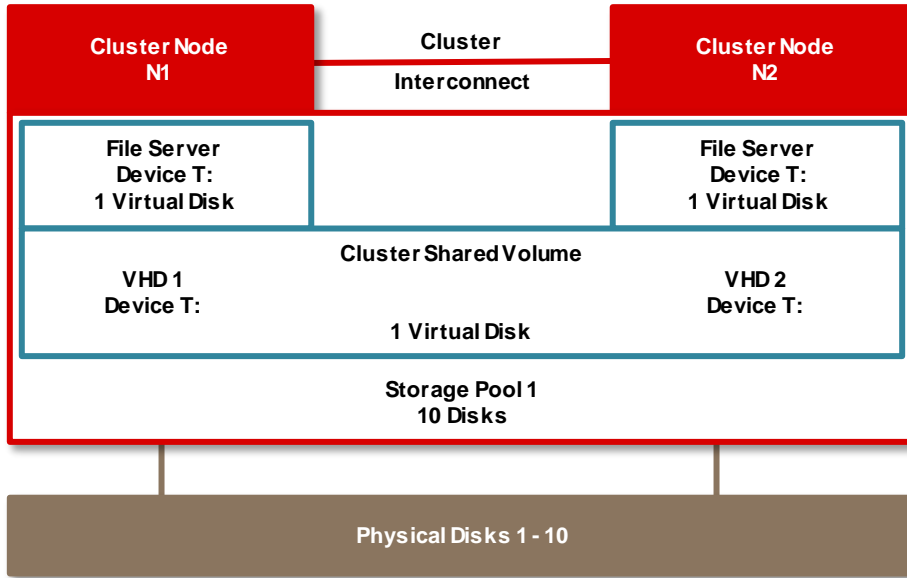 Cluster Node
N1
Cluster
Interconnect
Cluster Node
N2
File Server
Device T:
1 Virtual Disk
File Server
Device T:
1 Virtual Disk
Cluster Shared Volume
VHD 1
Device T:
VHD 2
Device T:
1 Virtual Disk
Storage Pool 1
10 Disks
Physical Disks 1 - 10